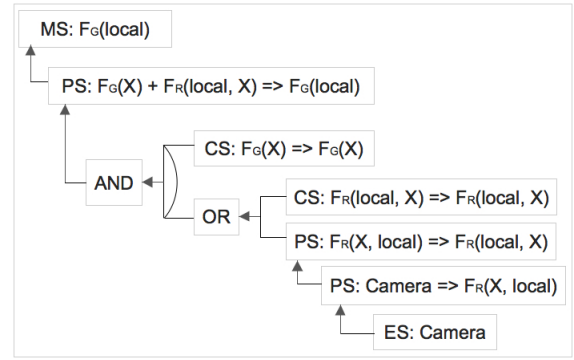 MS: FG(local)
PS: FG(X) + FR(local, X) => FG(local)
CS: FG(X) => FG(X)
AND
OR
CS: FR(local, X) => FR(local, X)
PS: FR(X, local) => FR(local, X)
PS: Camera => FR(X, local)
ES: Camera